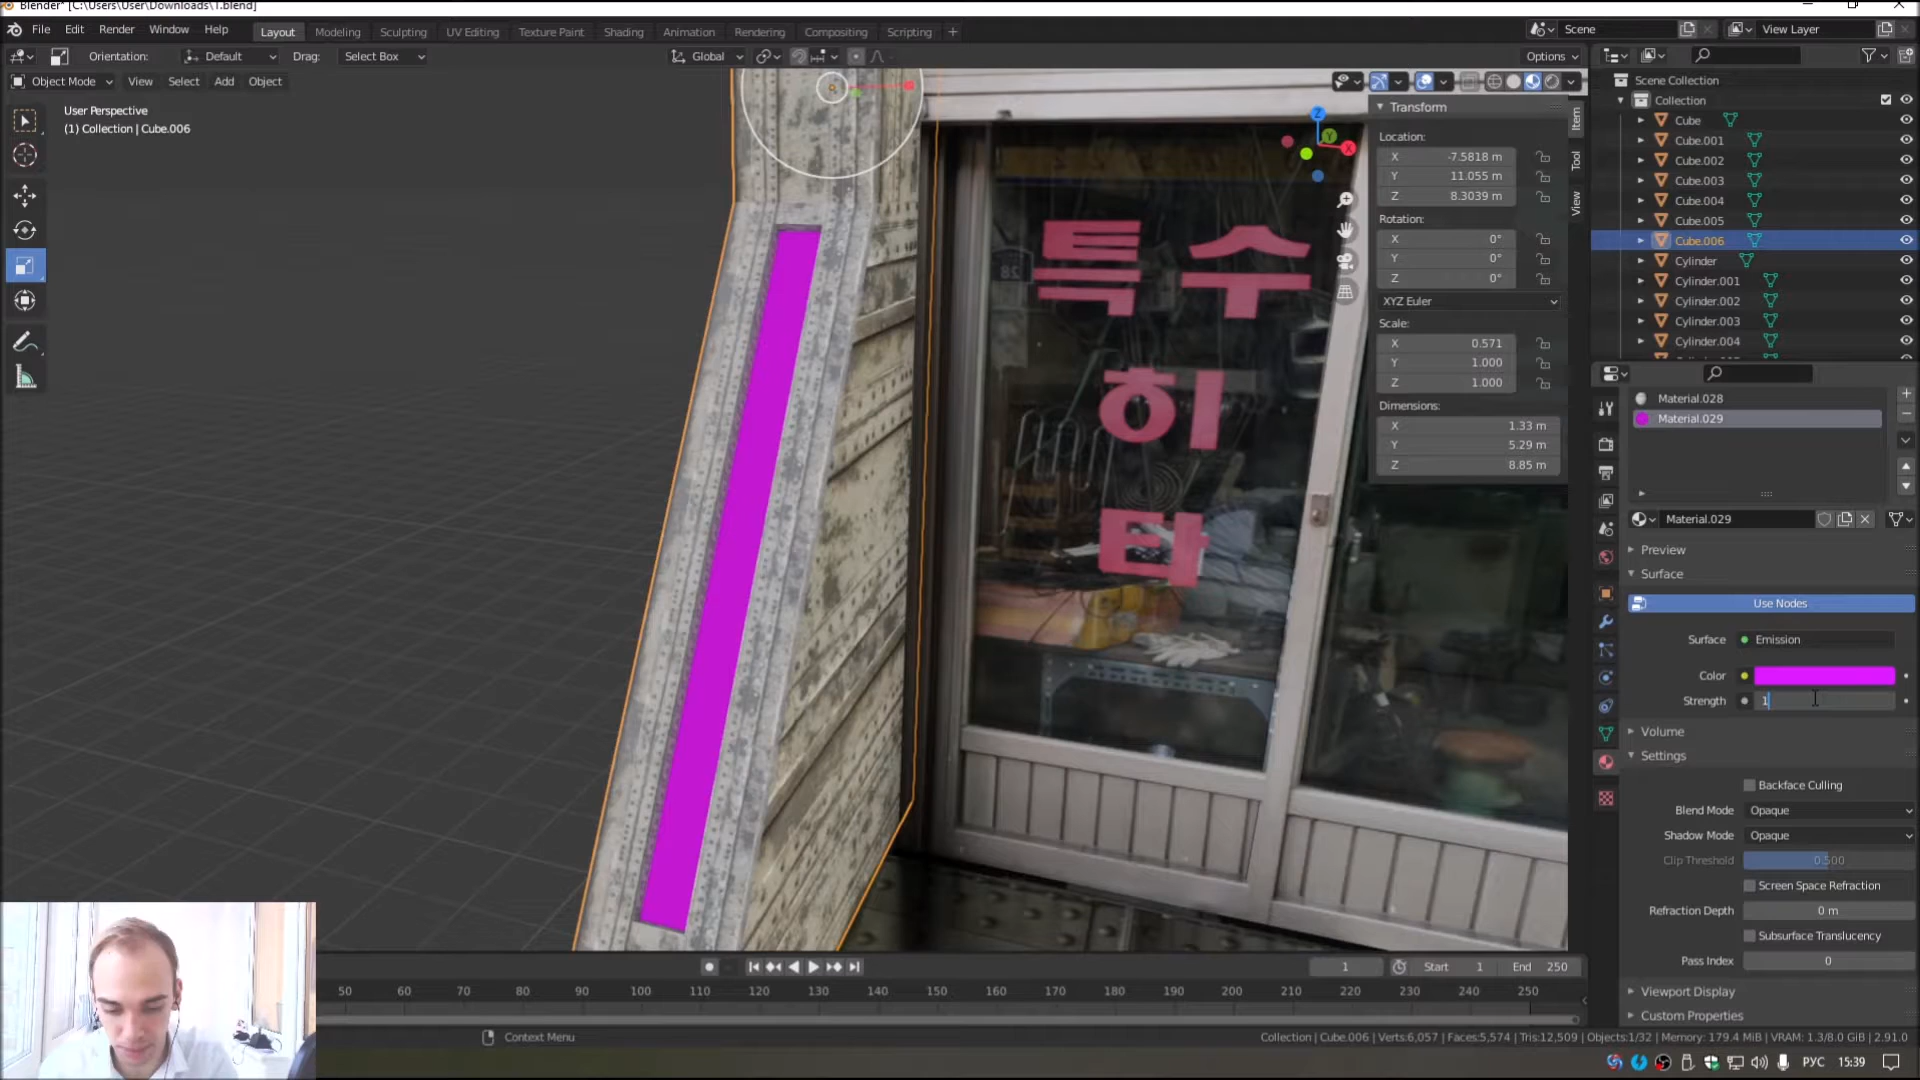 Blender* [C:\Users\User\Downloads\1.blend]
File Edit Render Window Help Layout Modeling Sculpting UV Editing Texture Paint Shading Animation Rendering Compositing Scripting + Scene View Layer
Orientation: Default Drag: Select Box Global Options
Object Mode View Select Add Object
User Perspective
(1) Collection | Cube.006
특수
히
타
28
Z
Y
X
Transform
Location:
X -7.5818 m
Y 11.055 m
Z 8.3039 m
Rotation:
X 0°
Y 0°
Z 0°
XYZ Euler
Scale:
X 0.571
Y 1.000
Z 1.000
Dimensions:
X 1.33 m
Y 5.29 m
Z 8.85 m
Item
Tool
View
Scene Collection
Collection
Cube
Cube.001
Cube.002
Cube.003
Cube.004
Cube.005
Cube.006
Cylinder
Cylinder.001
Cylinder.002
Cylinder.003
Cylinder.004
Material.028
Material.029
Material.029
Preview
Surface
Use Nodes
Surface Emission
Color
Strength 1
Volume
Settings
Backface Culling
Blend Mode Opaque
Shadow Mode Opaque
Clip Threshold 0.500
Screen Space Refraction
Refraction Depth 0 m
Subsurface Translucency
Pass Index 0
Viewport Display
Custom Properties
1 Start 1 End 250
50 60 70 80 90 100 110 120 130 140 150 160 170 180 190 200 210 220 230 240 250
Context Menu
Collection | Cube.006 | Verts:6,057 | Faces:5,574 | Tris:12,509 | Objects:1/32 | Memory: 179.4 MiB | VRAM: 1.3/8.0 GiB | 2.91.0
РУС 15:39